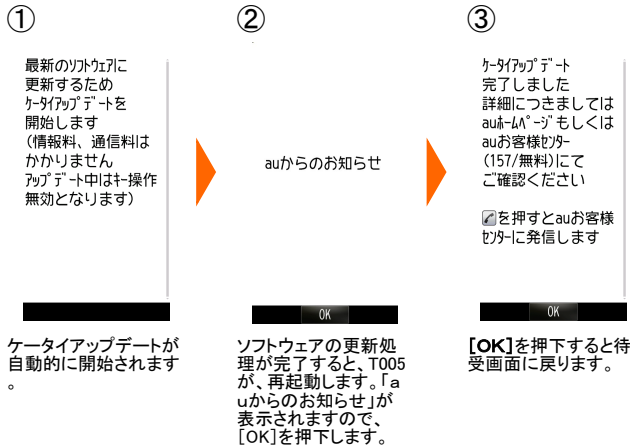 ①
最新のｿﾌﾄｳｪｱに
更新するため
ｹｰﾀｲｱｯﾌﾟﾃﾞｰﾄを
開始します
(情報料、通信料は
かかりません
ｱｯﾌﾟﾃﾞｰﾄ中はｷｰ操作
無効となります)
ケータイアップデートが
自動的に開始されます
。
②
auからのお知らせ
OK
ソフトウェアの更新処
理が完了すると、T005
が、再起動します。「a
uからのお知らせ」が
表示されますので、
[OK]を押下します。
③
ｹｰﾀｲｱｯﾌﾟﾃﾞｰﾄ
完了しました
詳細につきましては
auﾎｰﾑﾍﾟｰｼﾞもしくは
auお客様ｾﾝﾀｰ
(157/無料)にて
ご確認ください
を押すとauお客様
ｾﾝﾀｰに発信します
OK
[OK]を押下すると待
受画面に戻ります。